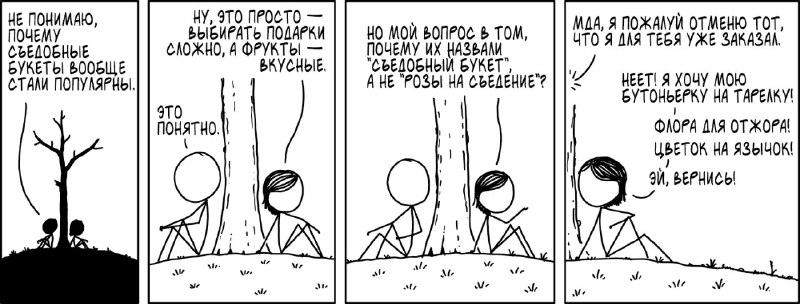 НЕ ПОНИМАЮ,
ПОЧЕМУ
СЪЕДОБНЫЕ
БУКЕТЫ ВООБЩЕ
СТАЛИ ПОПУЛЯРНЫ.
НУ, ЭТО ПРОСТО —
ВЫБИРАТЬ ПОДАРКИ
СЛОЖНО, А ФРУКТЫ —
ВКУСНЫЕ.
ЭТО
ПОНЯТНО.
НО МОЙ ВОПРОС В ТОМ,
ПОЧЕМУ ИХ НАЗВАЛИ
"СЪЕДОБНЫЙ БУКЕТ",
А НЕ "РОЗЫ НА СЪЕДЕНИЕ"?
МДА, Я ПОЖАЛУЙ ОТМЕНЮ ТОТ,
ЧТО Я ДЛЯ ТЕБЯ УЖЕ ЗАКАЗАЛ.
НЕЕТ! Я ХОЧУ МОЮ
БУТОНЬЕРКУ НА ТАРЕЛКУ!
ФЛОРА ДЛЯ ОТЖОРА!
ЦВЕТОК НА ЯЗЫЧОК!
ЭЙ, ВЕРНИСЬ!